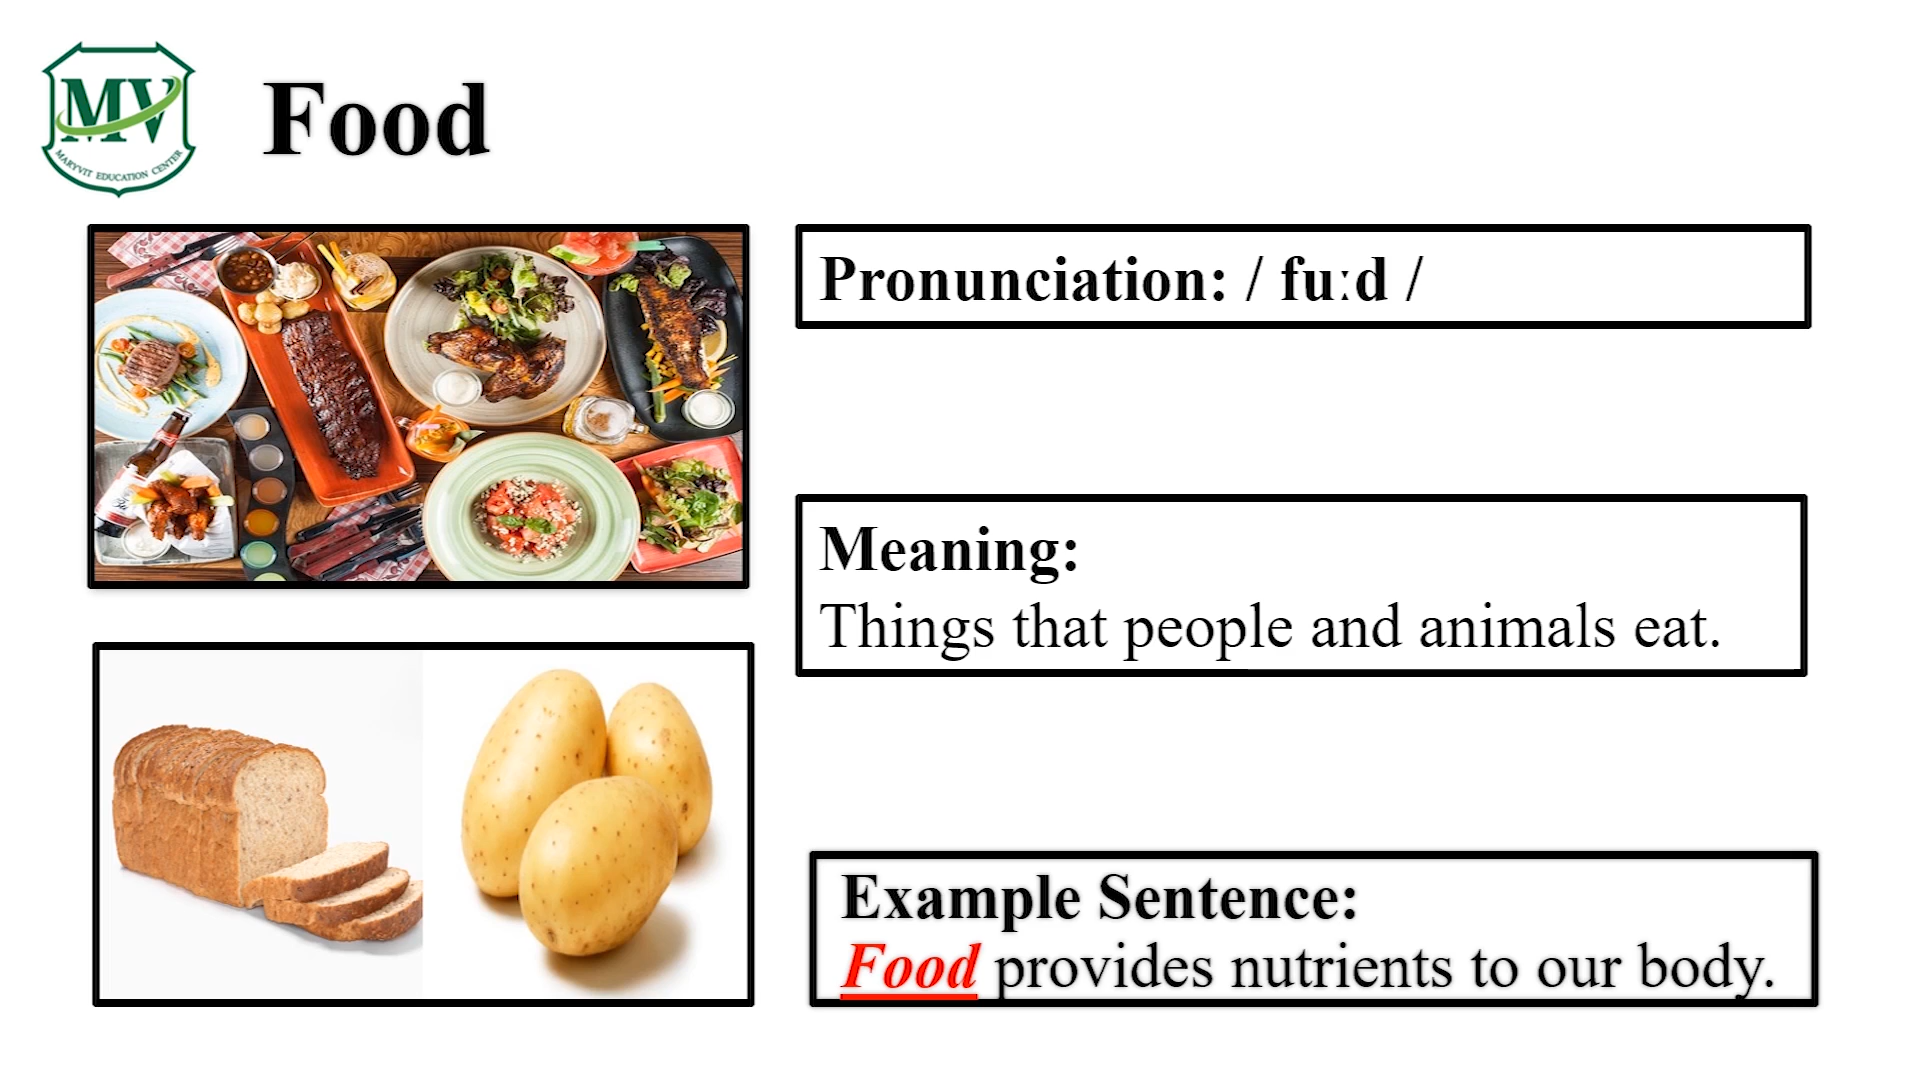 MV
MARYVIT EDUCATION CENTER
Food
Pronunciation: / fuːd /
Meaning:
Things that people and animals eat.
Example Sentence:
Food provides nutrients to our body.